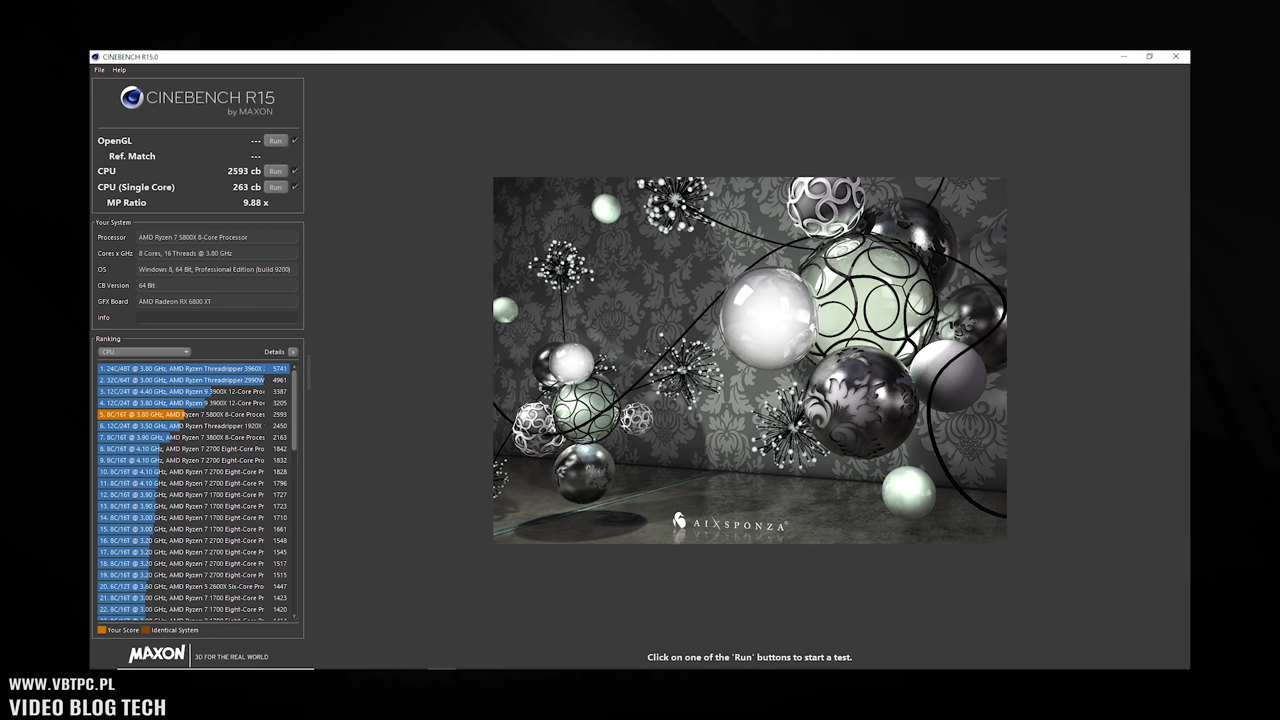 CINEBENCH R15.0
File Help
CINEBENCH R15
by MAXON
OpenGL --- Run
Ref. Match ---
CPU 2593 cb Run
CPU (Single Core) 263 cb Run
MP Ratio 9.88 x
Your System
Processor AMD Ryzen 7 5800X 8-Core Processor
Cores x GHz 8 Cores, 16 Threads @ 3.80 GHz
OS Windows 8, 64 Bit, Professional Edition (build 9200)
CB Version 64 Bit
GFX Board AMD Radeon RX 6800 XT
Info
Ranking
CPU Details +
1. 24C/48T @ 3.80 GHz, AMD Ryzen Threadripper 3960X 5741
2. 32C/64T @ 3.00 GHz, AMD Ryzen Threadripper 2990W 4961
3. 12C/24T @ 4.40 GHz, AMD Ryzen 9 3900X 12-Core Proc 3387
4. 12C/24T @ 3.80 GHz, AMD Ryzen 9 3900X 12-Core Proc 3205
5. 8C/16T @ 3.80 GHz, AMD Ryzen 7 5800X 8-Core Proces 2593
6. 12C/24T @ 3.50 GHz, AMD Ryzen Threadripper 1920X 2450
7. 8C/16T @ 3.90 GHz, AMD Ryzen 7 3800X 8-Core Proces 2163
8. 8C/16T @ 4.10 GHz, AMD Ryzen 7 2700 Eight-Core Pr 1842
9. 8C/16T @ 4.10 GHz, AMD Ryzen 7 2700 Eight-Core Pr 1832
10. 8C/16T @ 4.10 GHz, AMD Ryzen 7 2700 Eight-Core Pr 1828
11. 8C/16T @ 4.10 GHz, AMD Ryzen 7 2700 Eight-Core Pr 1796
12. 8C/16T @ 3.90 GHz, AMD Ryzen 7 1700 Eight-Core Pr 1727
13. 8C/16T @ 3.90 GHz, AMD Ryzen 7 1700 Eight-Core Pr 1723
14. 8C/16T @ 3.00 GHz, AMD Ryzen 7 1700 Eight-Core Pr 1710
15. 8C/16T @ 3.00 GHz, AMD Ryzen 7 1700 Eight-Core Pr 1661
16. 8C/16T @ 3.20 GHz, AMD Ryzen 7 2700 Eight-Core Pr 1548
17. 8C/16T @ 3.20 GHz, AMD Ryzen 7 2700 Eight-Core Pr 1545
18. 8C/16T @ 3.20 GHz, AMD Ryzen 7 2700 Eight-Core Pr 1517
19. 8C/16T @ 3.20 GHz, AMD Ryzen 7 2700 Eight-Core Pr 1515
20. 6C/12T @ 3.60 GHz, AMD Ryzen 5 2600X Six-Core Pro 1447
21. 8C/16T @ 3.00 GHz, AMD Ryzen 7 1700 Eight-Core Pr 1423
22. 8C/16T @ 3.00 GHz, AMD Ryzen 7 1700 Eight-Core Pr 1420
Your Score Identical System
MAXON 3D FOR THE REAL WORLD
AIXSPONZA®
Click on one of the 'Run' buttons to start a test.
WWW.VBTPC.PL
VIDEO BLOG TECH